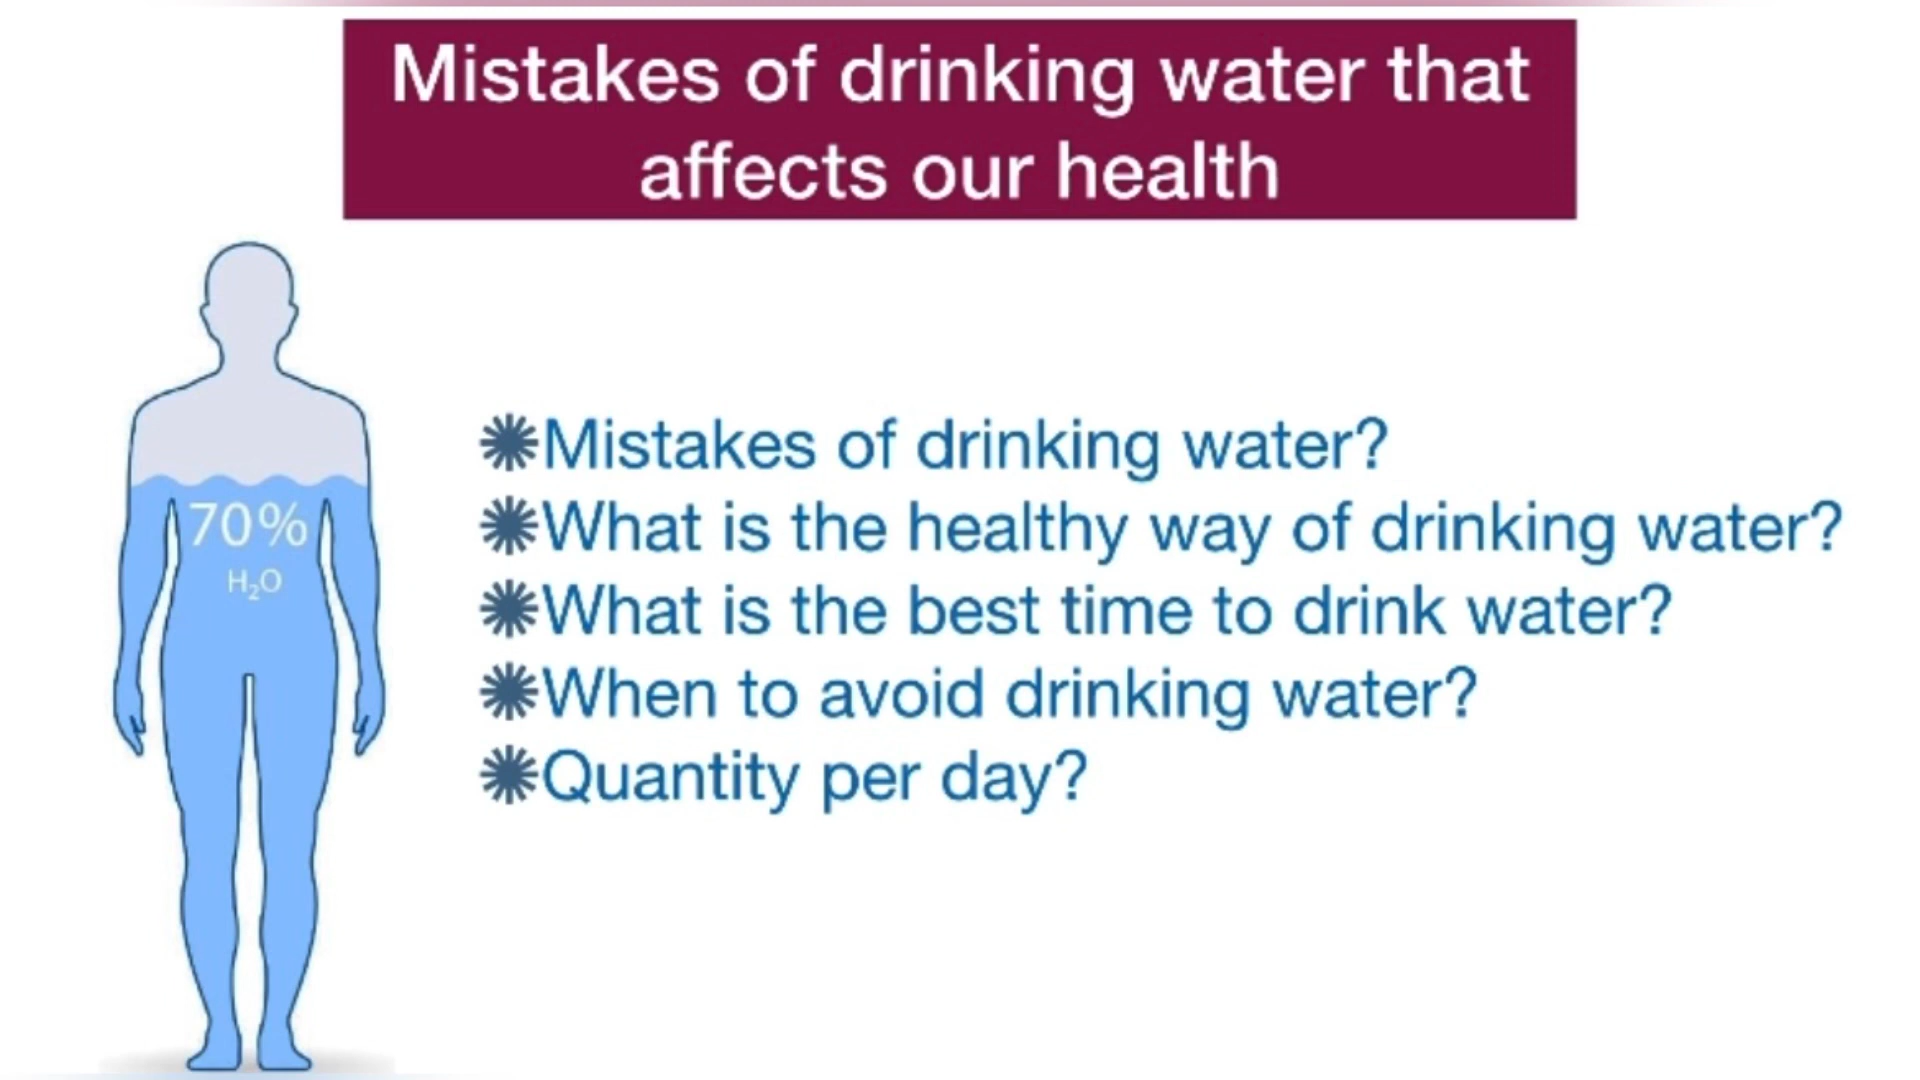 Mistakes of drinking water that
affects our health
70%
H₂O
Mistakes of drinking water?
What is the healthy way of drinking water?
What is the best time to drink water?
When to avoid drinking water?
Quantity per day?